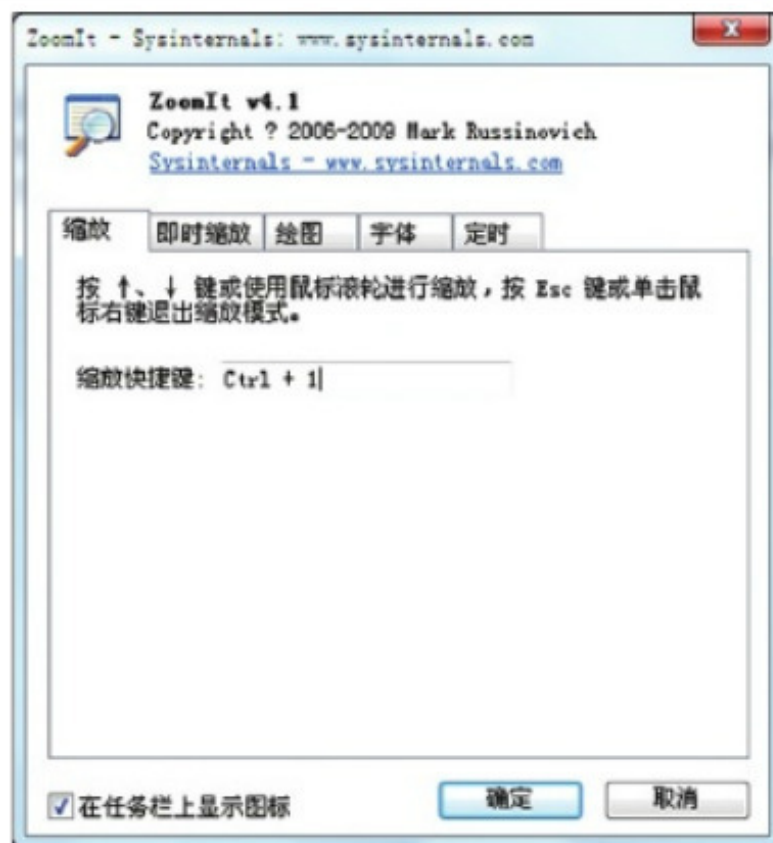 ZoomIt - Sysinternals: www.sysinternals.com
ZoomIt v4.1
Copyright ? 2006-2009 Mark Russinovich
Sysinternals - www.sysinternals.com
缩放 即时缩放 绘图 字体 定时
按 ↑、↓ 键或使用鼠标滚轮进行缩放，按 Esc 键或单击鼠
标右键退出缩放模式。
缩放快捷键: Ctrl + 1
在任务栏上显示图标 确定 取消